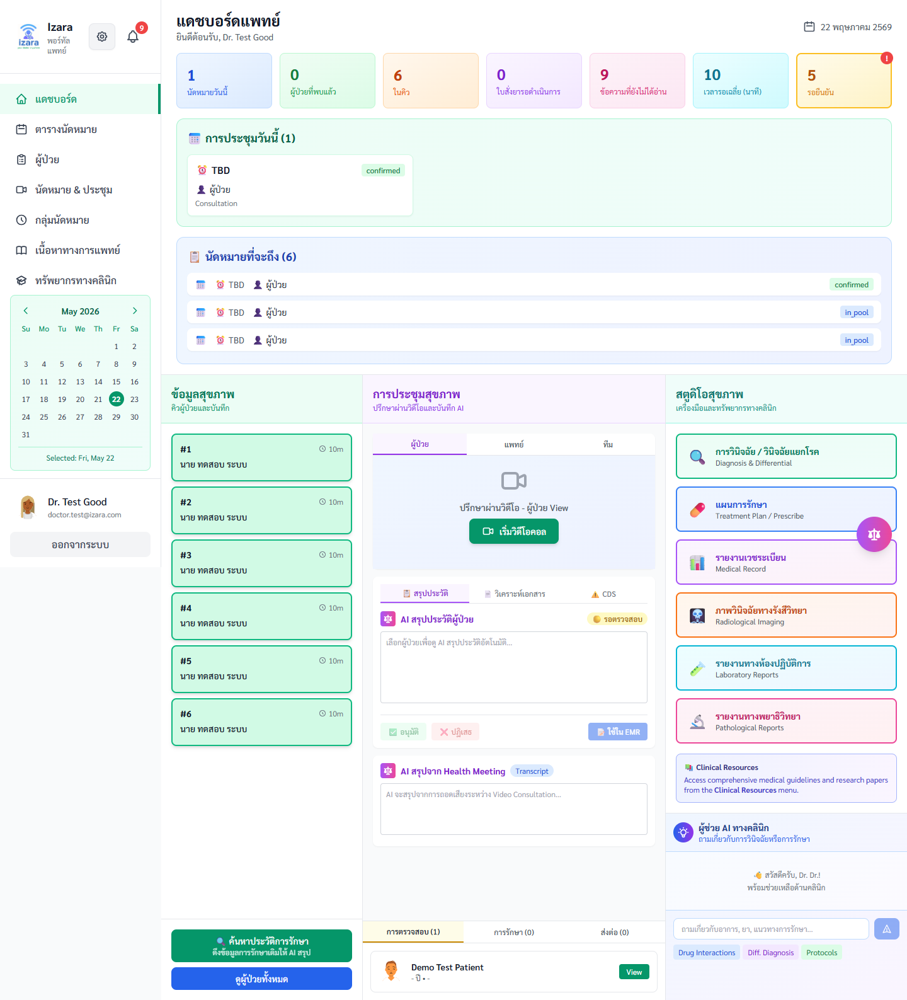 izara
Izara
พอร์ทัล
แพทย์
9
แดชบอร์ด
ตารางนัดหมาย
ผู้ป่วย
นัดหมาย & ประชุม
กลุ่มนัดหมาย
เนื้อหาทางการแพทย์
ทรัพยากรทางคลินิก
May 2026
Su Mo Tu We Th Fr Sa
1 2
3 4 5 6 7 8 9
10 11 12 13 14 15 16
17 18 19 20 21 22 23
24 25 26 27 28 29 30
31
Selected: Fri, May 22
Dr. Test Good
doctor.test@izara.com
ออกจากระบบ
แดชบอร์ดแพทย์
ยินดีต้อนรับ, Dr. Test Good
22 พฤษภาคม 2569
1
นัดหมายวันนี้
0
ผู้ป่วยที่พบแล้ว
6
ในคิว
0
ใบสั่งยารอดำเนินการ
9
ข้อความที่ยังไม่ได้อ่าน
10
เวลารอเฉลี่ย (นาที)
!
5
รอยืนยัน
การประชุมวันนี้ (1)
TBD
confirmed
ผู้ป่วย
Consultation
นัดหมายที่จะถึง (6)
TBD ผู้ป่วย confirmed
TBD ผู้ป่วย in_pool
TBD ผู้ป่วย in_pool
ข้อมูลสุขภาพ
คิวผู้ป่วยและบันทึก
#1 10m
นาย ทดสอบ ระบบ
#2 10m
นาย ทดสอบ ระบบ
#3 10m
นาย ทดสอบ ระบบ
#4 10m
นาย ทดสอบ ระบบ
#5 10m
นาย ทดสอบ ระบบ
#6 10m
นาย ทดสอบ ระบบ
ค้นหาประวัติการรักษา
ดึงข้อมูลการรักษาเดิมให้ AI สรุป
ดูผู้ป่วยทั้งหมด
การประชุมสุขภาพ
ปรึกษาผ่านวิดีโอและบันทึก AI
ผู้ป่วย แพทย์ ทีม
ปรึกษาผ่านวิดีโอ - ผู้ป่วย View
เริ่มวิดีโอคอล
สรุปประวัติ วิเคราะห์เอกสาร CDS
AI สรุปประวัติผู้ป่วย รอตรวจสอบ
เลือกผู้ป่วยเพื่อดู AI สรุปประวัติอัตโนมัติ...
อนุมัติ ปฏิเสธ ใช้ใน EMR
AI สรุปจาก Health Meeting Transcript
AI จะสรุปจากการถอดเสียงระหว่าง Video Consultation...
การตรวจสอบ (1) การรักษา (0) ส่งต่อ (0)
Demo Test Patient
- ปี • -
View
สตูดิโอสุขภาพ
เครื่องมือและทรัพยากรทางคลินิก
การวินิจฉัย / วินิจฉัยแยกโรค
Diagnosis & Differential
แผนการรักษา
Treatment Plan / Prescribe
รายงานเวชระเบียน
Medical Record
ภาพวินิจฉัยทางรังสีวิทยา
Radiological Imaging
รายงานทางห้องปฏิบัติการ
Laboratory Reports
รายงานทางพยาธิวิทยา
Pathological Reports
Clinical Resources
Access comprehensive medical guidelines and research papers
from the Clinical Resources menu.
ผู้ช่วย AI ทางคลินิก
ถามเกี่ยวกับการวินิจฉัยหรือการรักษา
สวัสดีครับ, Dr. Dr.!
พร้อมช่วยเหลือด้านคลินิก
ถามเกี่ยวกับอาการ, ยา, แนวทางการรักษา...
Drug Interactions Diff. Diagnosis Protocols